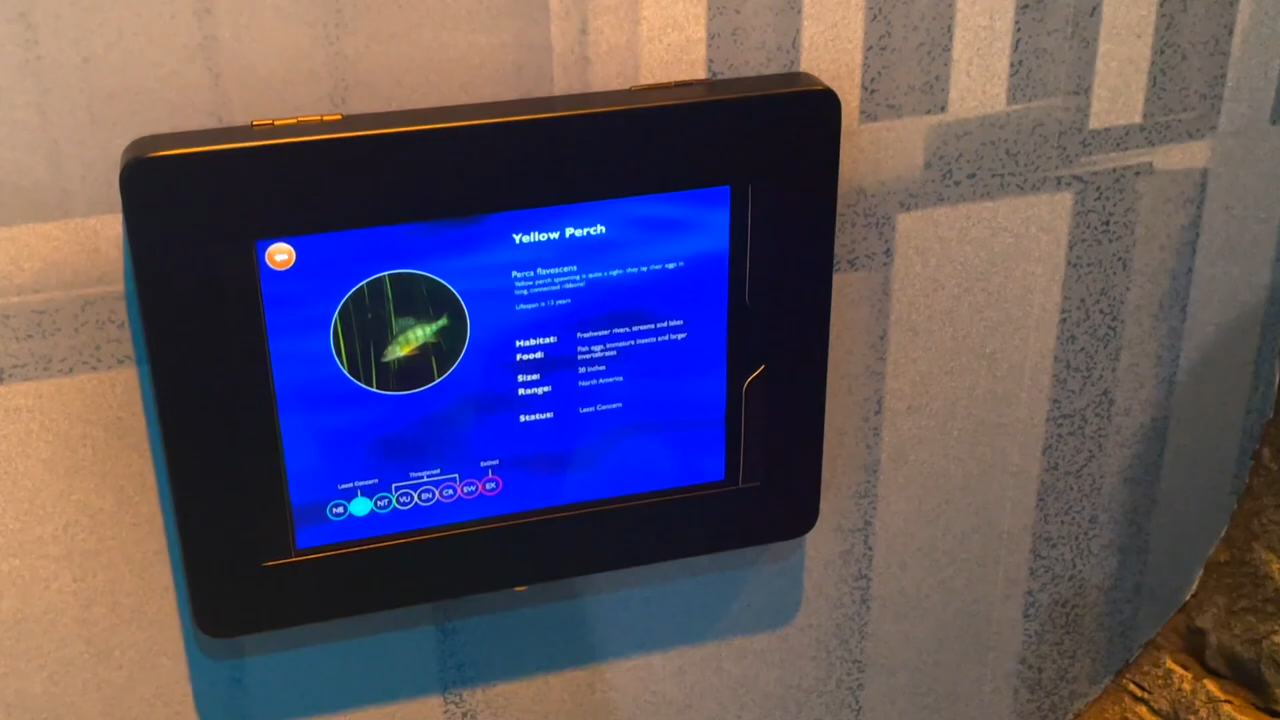 Yellow Perch
Perca flavescens
Yellow perch spawning is quite a sight- they lay their eggs in
long, connected ribbons!
Lifespan is 13 years
Habitat: Freshwater rivers, streams and lakes
Food: Fish eggs, immature insects and larger
invertebrates
Size: 20 inches
Range: North America
Status: Least Concern
Least Concern Threatened Extinct
NE NT VU EN CR EW EX